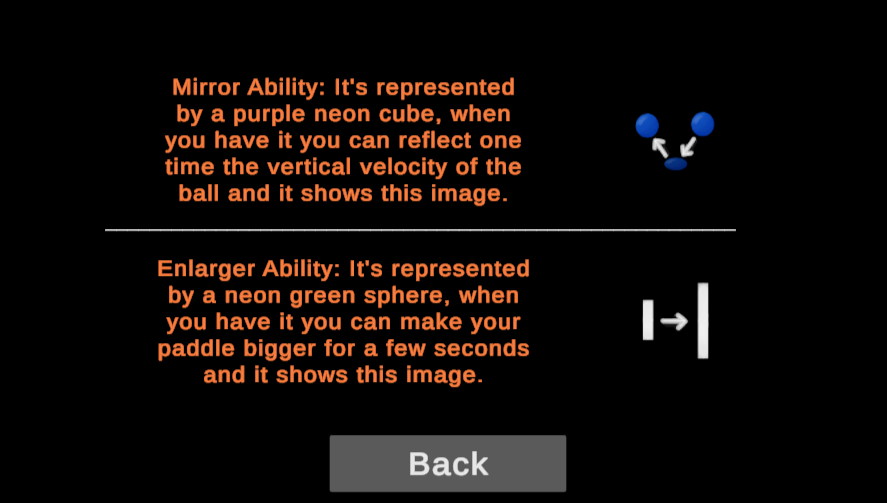 Mirror Ability: It's represented
by a purple neon cube, when
you have it you can reflect one
time the vertical velocity of the
ball and it shows this image.
Enlarger Ability: It's represented
by a neon green sphere, when
you have it you can make your
paddle bigger for a few seconds
and it shows this image.
Back